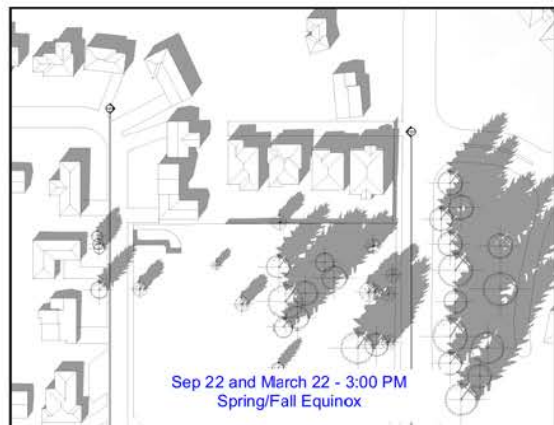 Sep 22 and March 22 - 3:00 PM
Spring/Fall Equinox